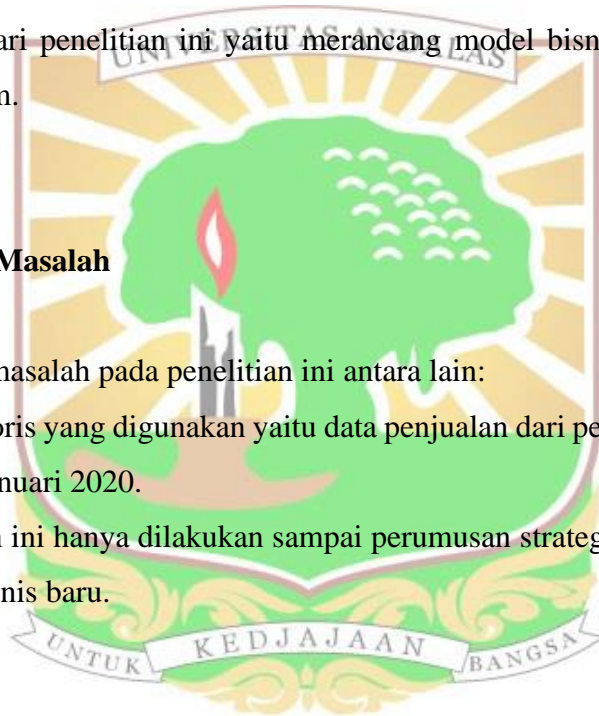 ari penelitian ini yaitu merancang model bisn
UNIVERSITAS ANDALAS
n.
Masalah
nasalah pada penelitian ini antara lain:
oris yang digunakan yaitu data penjualan dari pe
nuari 2020.
n ini hanya dilakukan sampai perumusan strateg
nis baru.
UNTUK KEDJAJAAN BANGSA